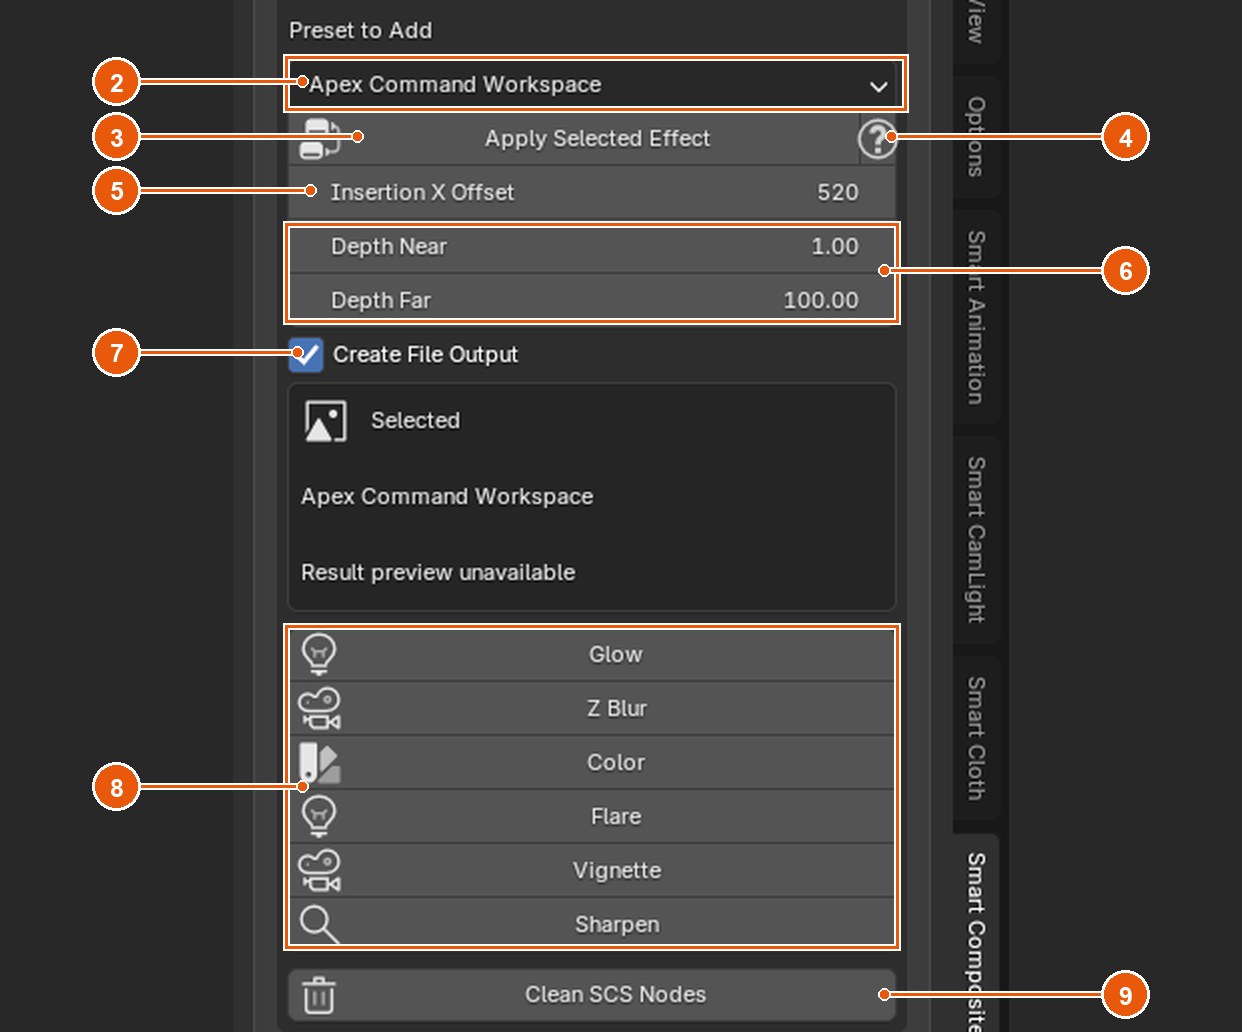 Preset to Add
2
Apex Command Workspace
3
Apply Selected Effect
4
5
Insertion X Offset 520
Depth Near 1.00
6
Depth Far 100.00
7
Create File Output
Selected
Apex Command Workspace
Result preview unavailable
Glow
Z Blur
Color
8
Flare
Vignette
Sharpen
Clean SCS Nodes
9
View
Options
Smart Animation
Smart CamLight
Smart Cloth
Smart Composite